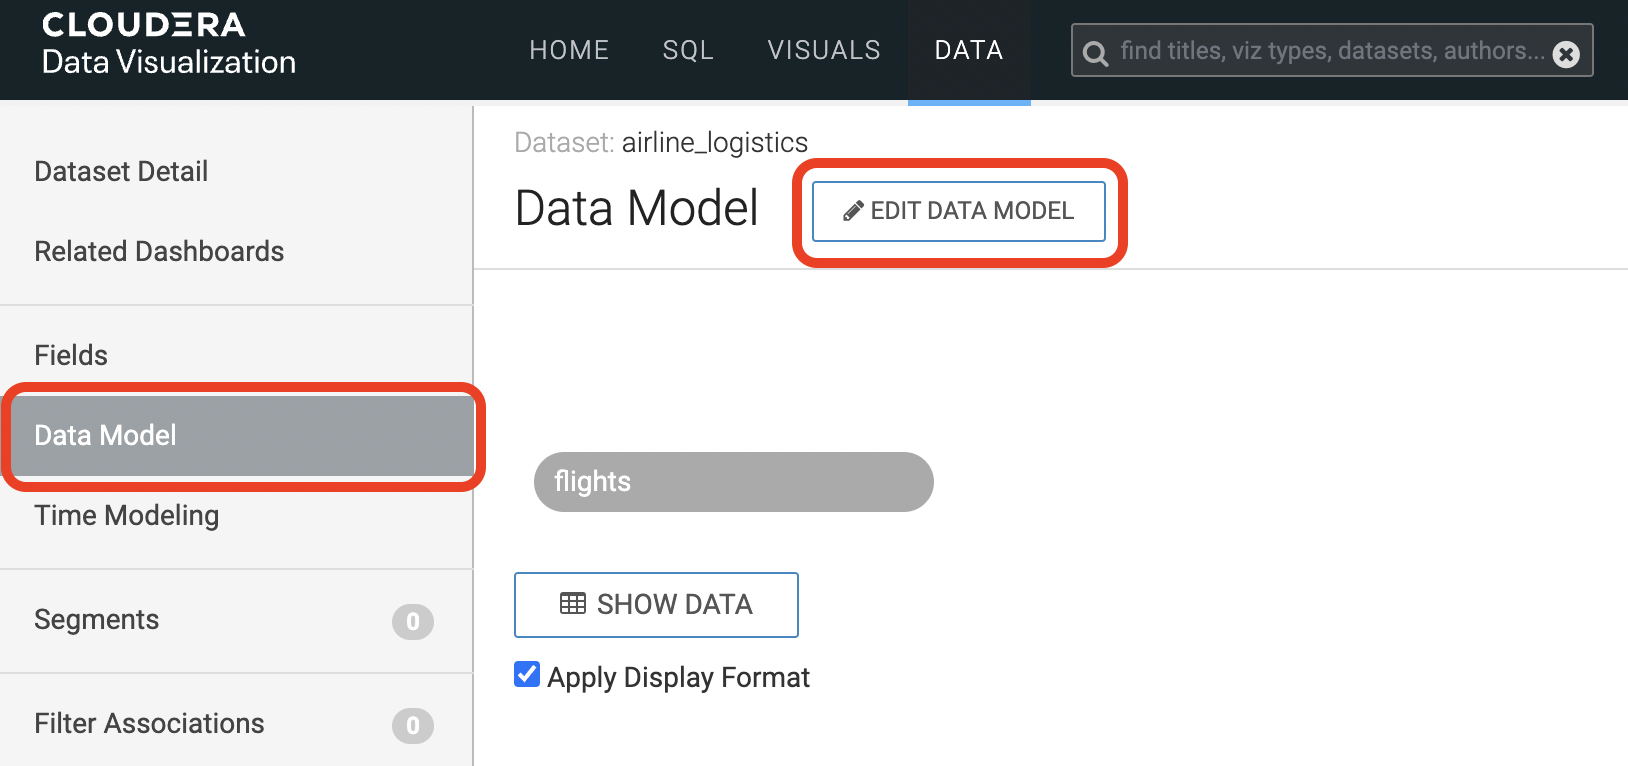 CLOUDERA
Data Visualization
HOME
SQL
VISUALS
DATA
find titles, viz types, datasets, authors...
Dataset Detail
Related Dashboards
Fields
Data Model
Time Modeling
Segments
0
Filter Associations
0
Dataset: airline_logistics
Data Model
EDIT DATA MODEL
flights
SHOW DATA
Apply Display Format